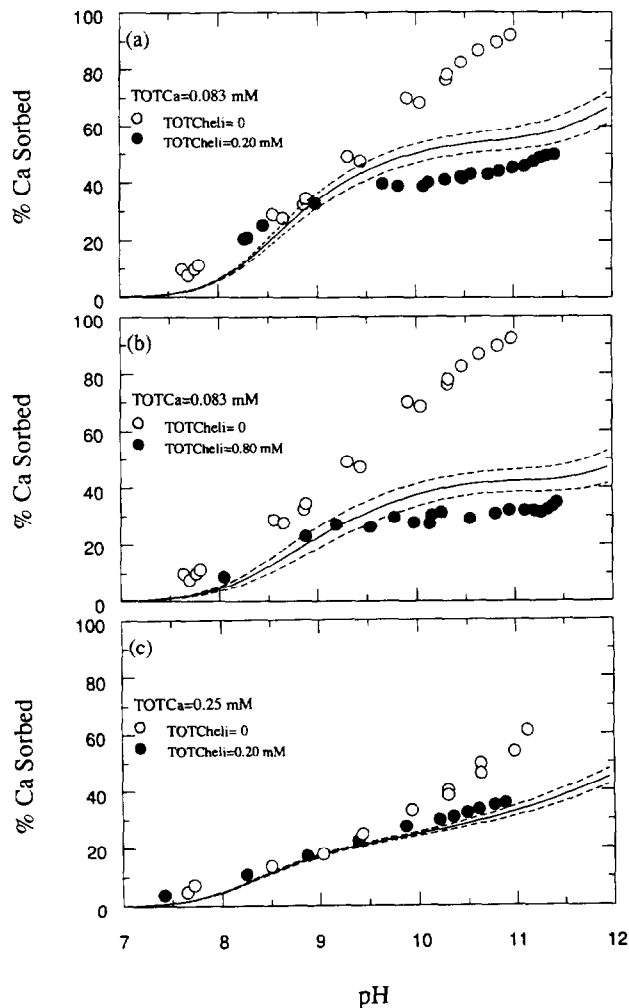 (a)
TOTCa=0.083 mM
TOTCheli= 0
TOTCheli=0.20 mM
% Ca Sorbed
100
80
60
40
20
0
(b)
TOTCa=0.083 mM
TOTCheli= 0
TOTCheli=0.80 mM
% Ca Sorbed
100
80
60
40
20
0
(c)
TOTCa=0.25 mM
TOTCheli= 0
TOTCheli=0.20 mM
% Ca Sorbed
100
80
60
40
20
0
7 8 9 10 11 12
pH